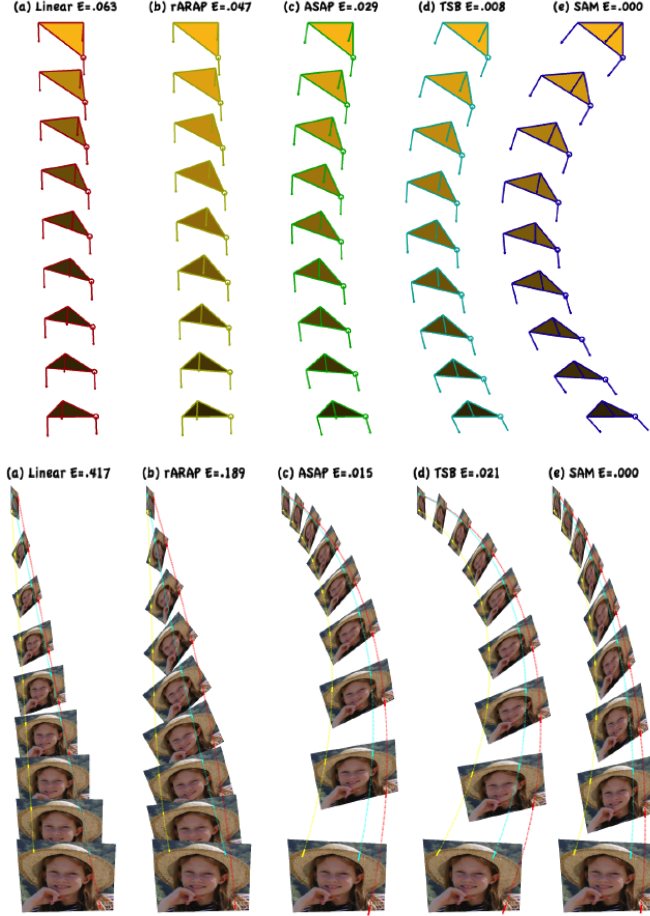 (a) Linear E=.063 (b) rARAP E=.047 (c) ASAP E=.029 (d) TSB E=.008 (e) SAM E=.000
(a) Linear E=.417 (b) rARAP E=.189 (c) ASAP E=.015 (d) TSB E=.021 (e) SAM E=.000